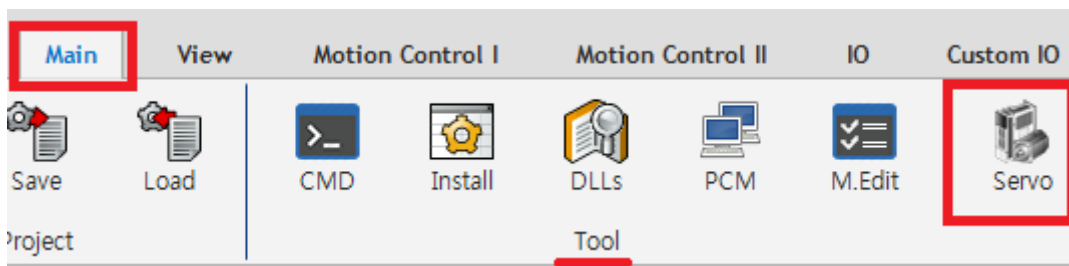 Main View Motion Control I Motion Control II IO Custom IO
Save Load CMD Install DLLs PCM M.Edit Servo
Project Tool